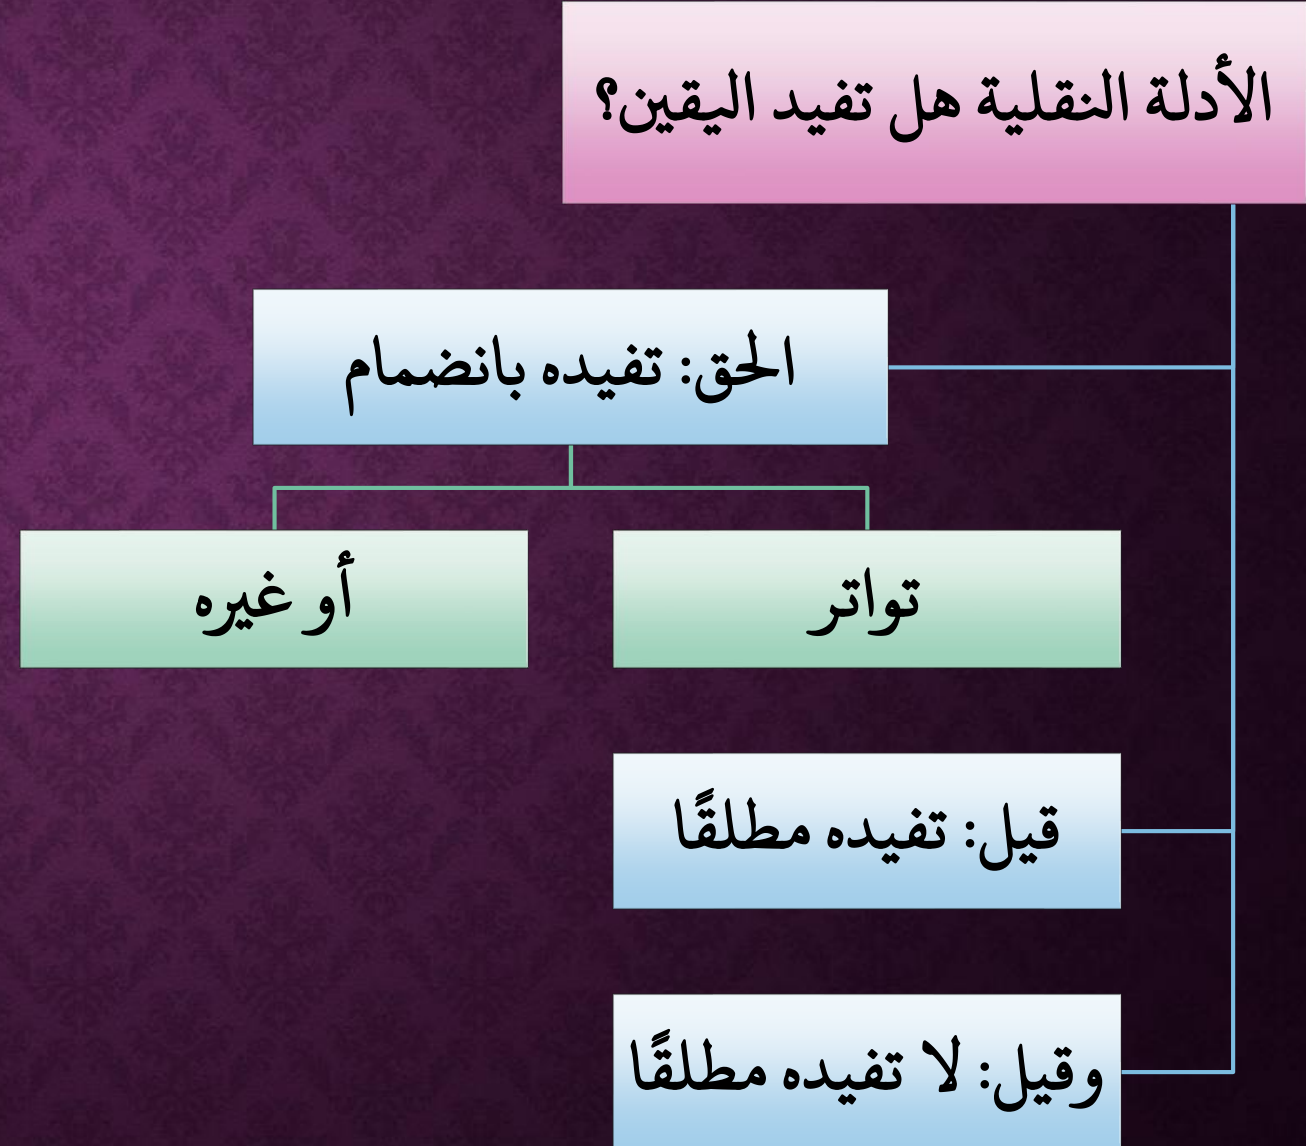 الأدلة النقلية هل تفيد اليقين؟
الحق: تفيده بانضمام
تواتر
أو غيره
قيل: تفيده مطلقًا
وقيل: لا تفيده مطلقًا